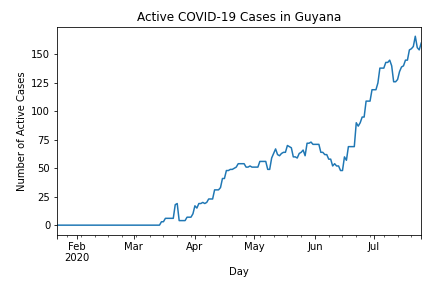 Active COVID-19 Cases in Guyana
Number of Active Cases
150
125
100
75
50
25
0
Feb Mar Apr May Jun Jul
2020
Day